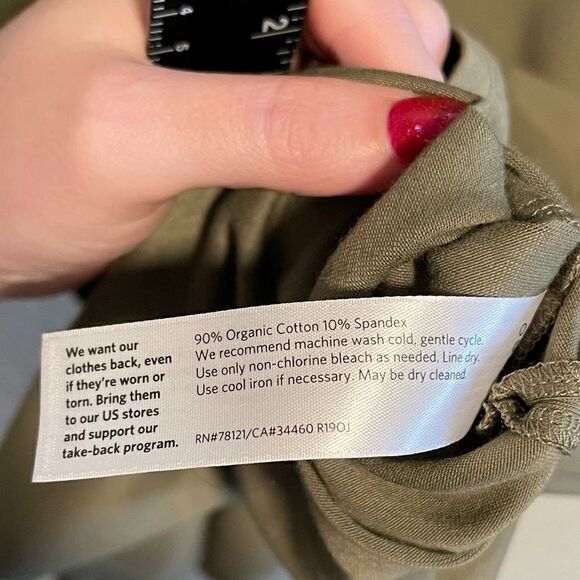 2
We want our
clothes back, even
if they're worn or
torn. Bring them
to our US stores
and support our
take-back program.
90% Organic Cotton 10% Spandex
We recommend machine wash cold, gentle cycle.
Use only non-chlorine bleach as needed. Line dry.
Use cool iron if necessary. May be dry cleaned.
RN#78121/CA#34460 R19OJ